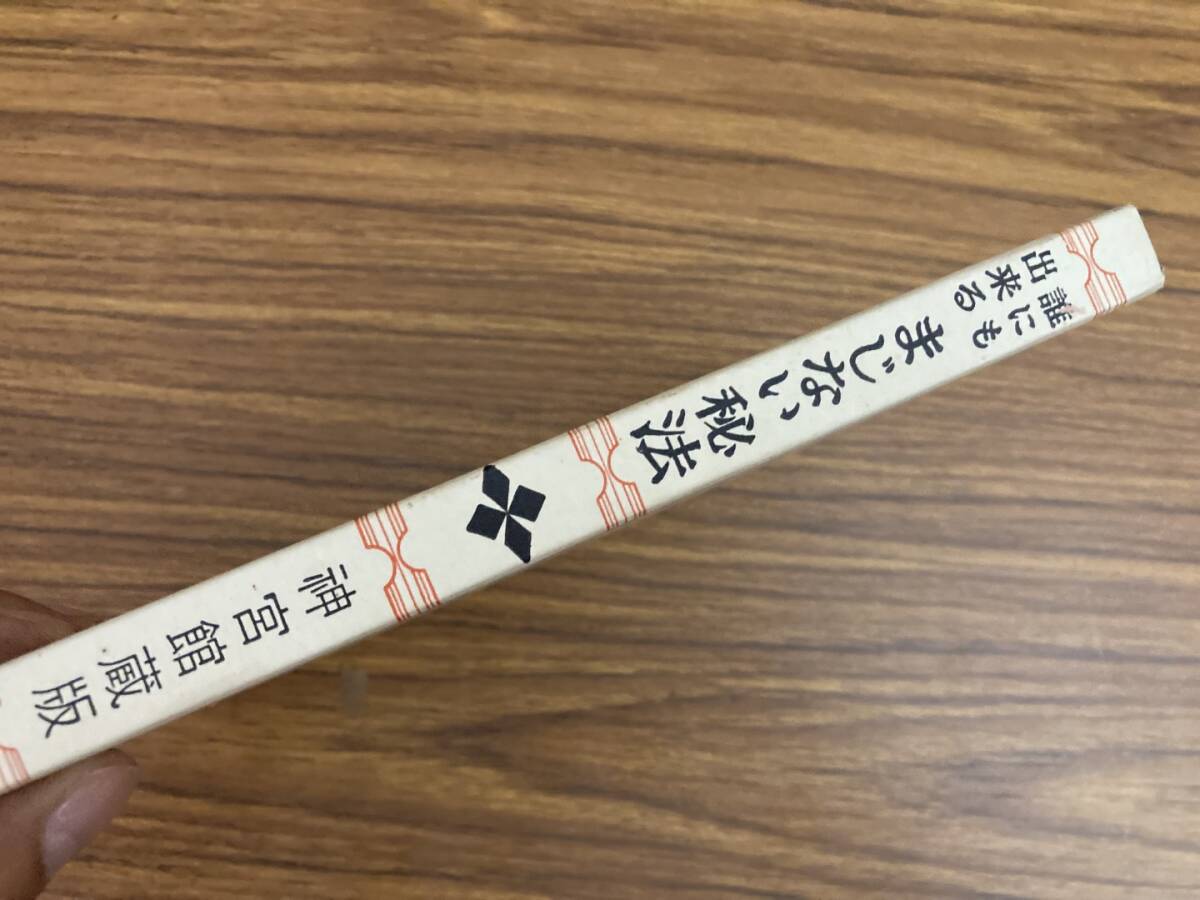 誰にも
出来る
まじない秘法
神宮館蔵版